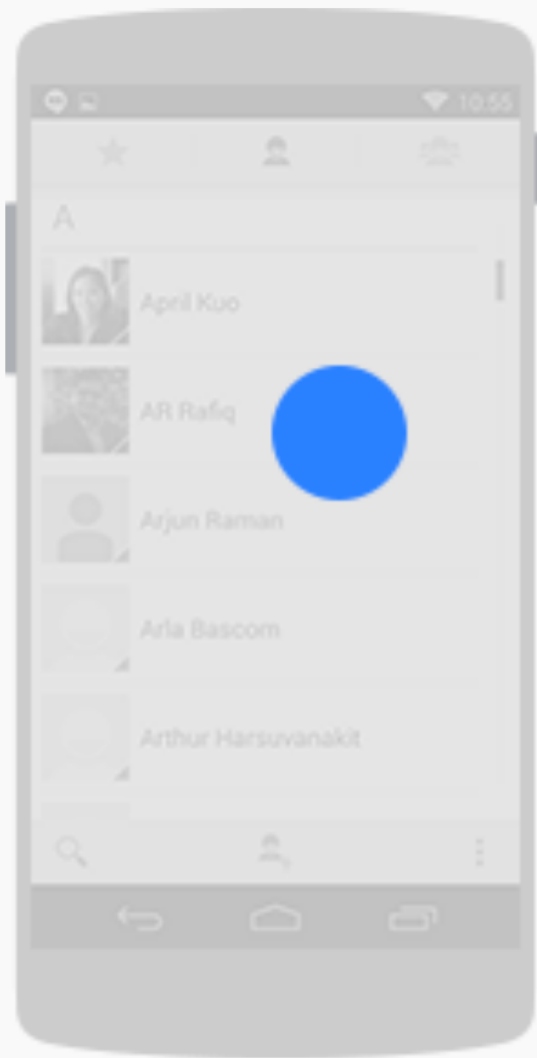 10:55
A
April Kuo
AR Rafiq
Arjun Raman
Arla Bascom
Arthur Harsuvanakit